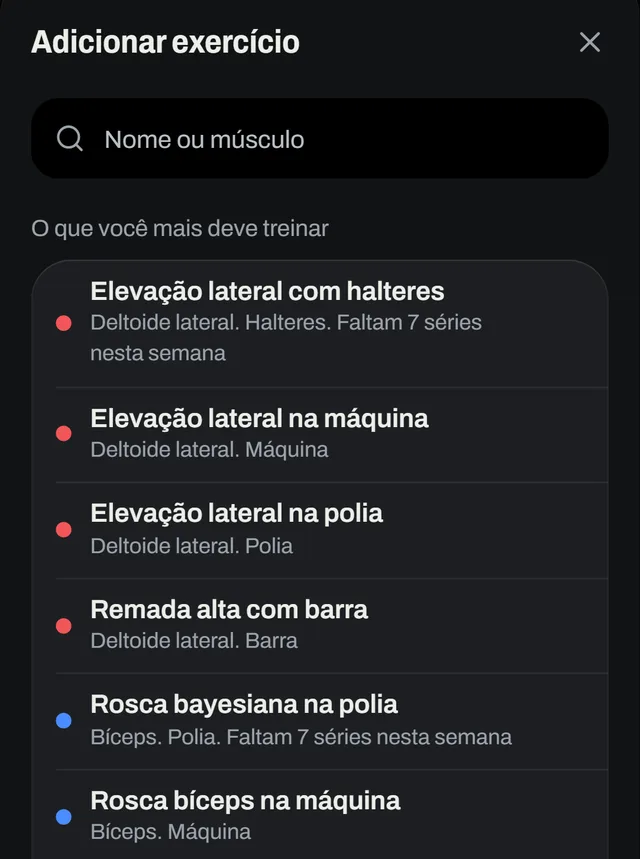 Adicionar exercício
Nome ou músculo
O que você mais deve treinar
Elevação lateral com halteres
Deltoide lateral. Halteres. Faltam 7 séries
nesta semana
Elevação lateral na máquina
Deltoide lateral. Máquina
Elevação lateral na polia
Deltoide lateral. Polia
Remada alta com barra
Deltoide lateral. Barra
Rosca bayesiana na polia
Bíceps. Polia. Faltam 7 séries nesta semana
Rosca bíceps na máquina
Bíceps. Máquina